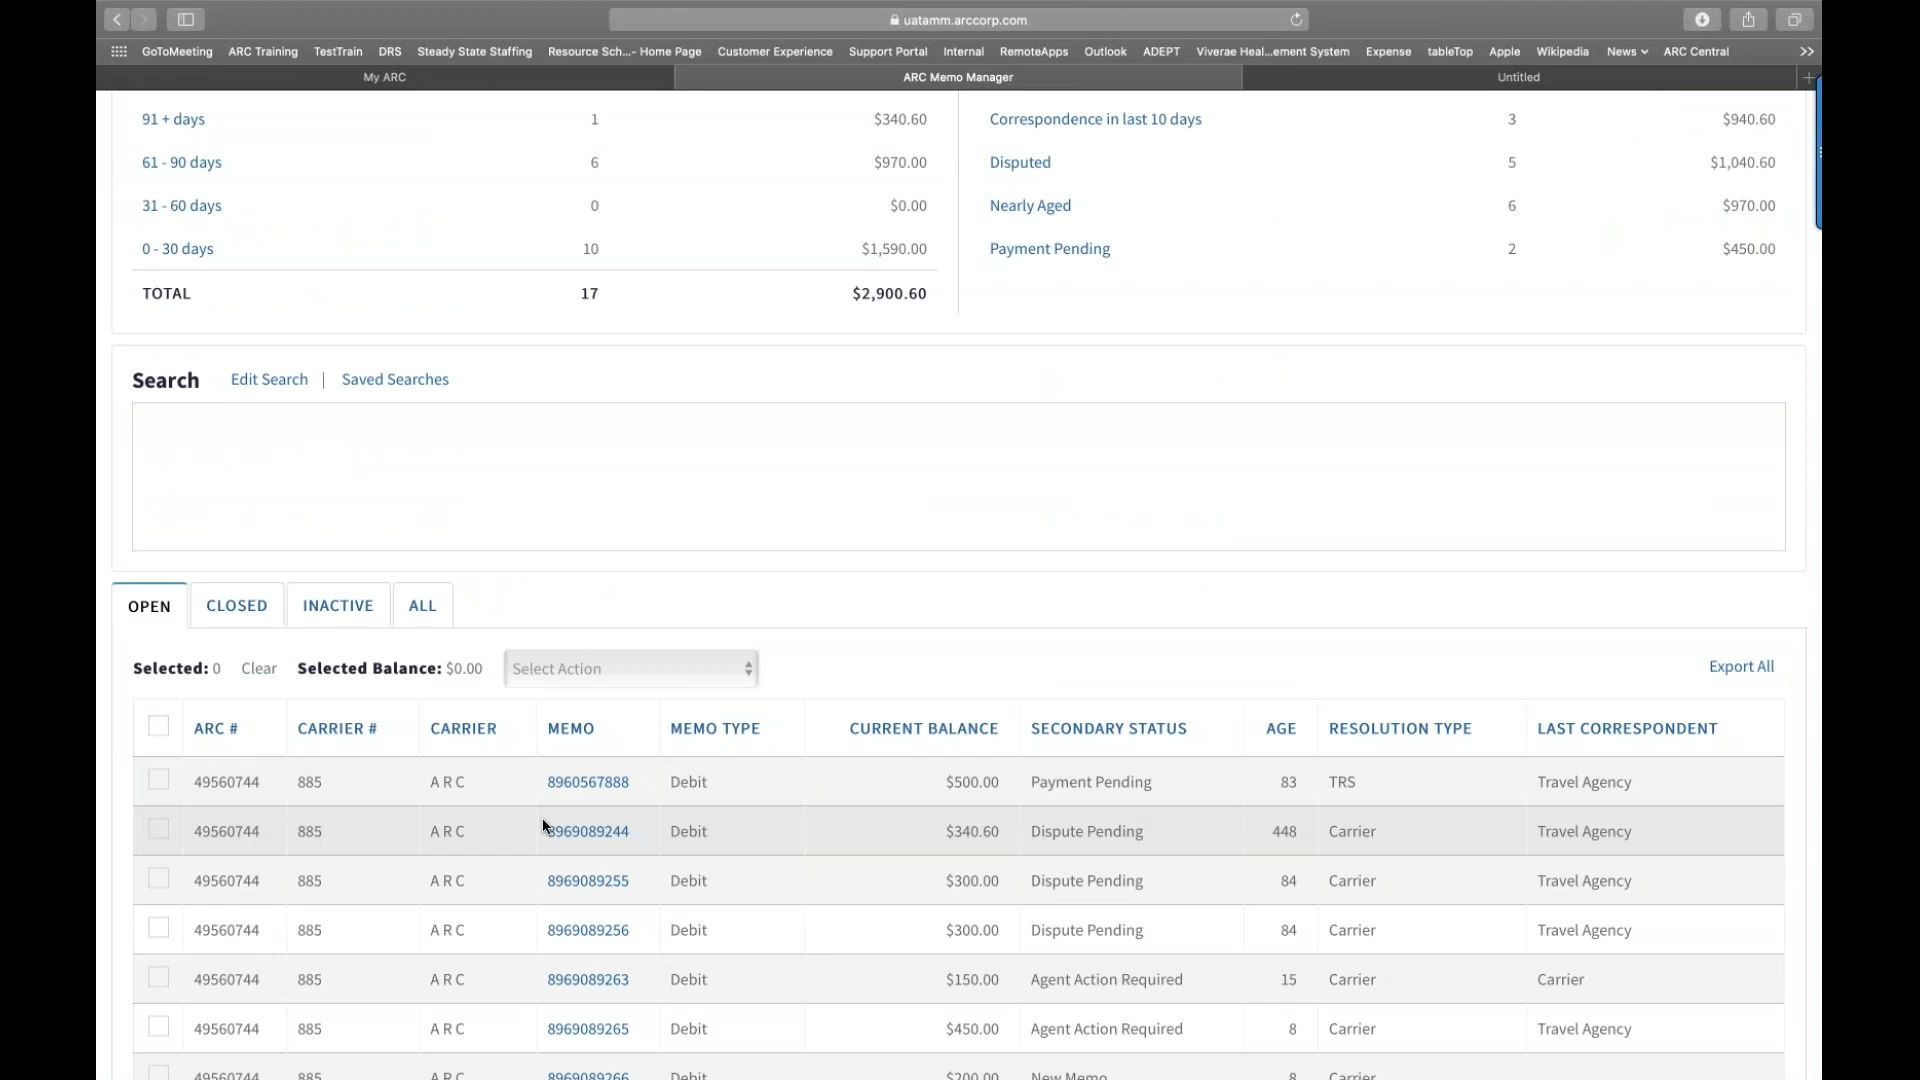 uatamm.arccorp.com
GoToMeeting ARC Training TestTrain DRS Steady State Staffing Resource Sch...- Home Page Customer Experience Support Portal Internal RemoteApps Outlook ADEPT Viverae Heal...ement System Expense tableTop Apple Wikipedia News ARC Central
My ARC ARC Memo Manager Untitled
91 + days 1 $340.60 Correspondence in last 10 days 3 $940.60
61 - 90 days 6 $970.00 Disputed 5 $1,040.60
31 - 60 days 0 $0.00 Nearly Aged 6 $970.00
0 - 30 days 10 $1,590.00 Payment Pending 2 $450.00
TOTAL 17 $2,900.60
Search Edit Search | Saved Searches
OPEN CLOSED INACTIVE ALL
Selected: 0 Clear Selected Balance: $0.00 Select Action Export All
ARC # CARRIER # CARRIER MEMO MEMO TYPE CURRENT BALANCE SECONDARY STATUS AGE RESOLUTION TYPE LAST CORRESPONDENT
49560744 885 A R C 8960567888 Debit $500.00 Payment Pending 83 TRS Travel Agency
49560744 885 A R C 8969089244 Debit $340.60 Dispute Pending 448 Carrier Travel Agency
49560744 885 A R C 8969089255 Debit $300.00 Dispute Pending 84 Carrier Travel Agency
49560744 885 A R C 8969089256 Debit $300.00 Dispute Pending 84 Carrier Travel Agency
49560744 885 A R C 8969089263 Debit $150.00 Agent Action Required 15 Carrier Carrier
49560744 885 A R C 8969089265 Debit $450.00 Agent Action Required 8 Carrier Travel Agency
49560744 885 A R C 8969089266 Debit $200.00 New Memo 8 Carrier